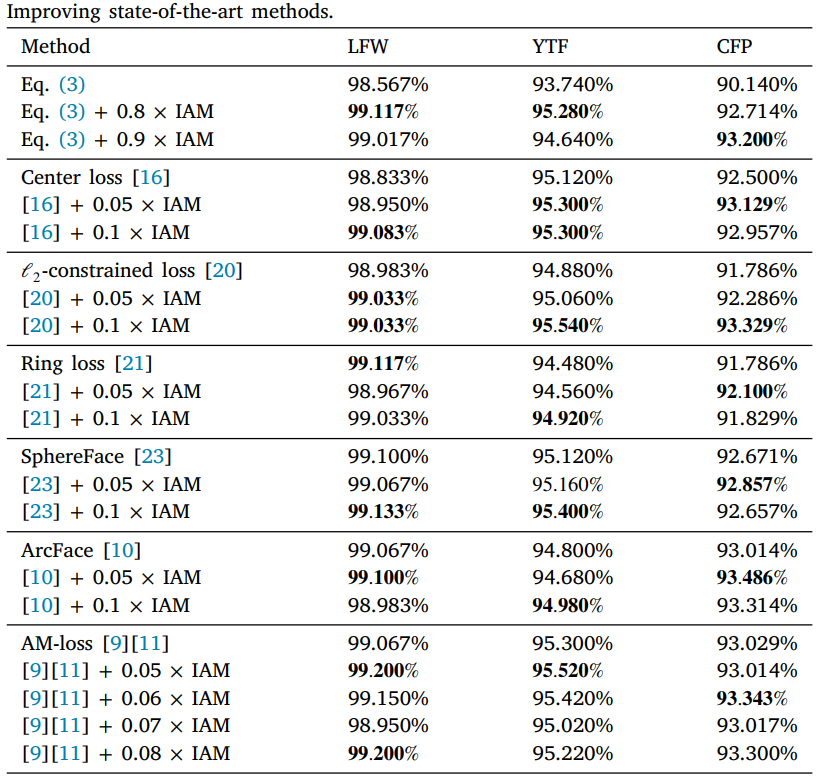 Improving state-of-the-art methods.
Method LFW YTF CFP
Eq. (3) 98.567% 93.740% 90.140%
Eq. (3) + 0.8 × IAM 99.117% 95.280% 92.714%
Eq. (3) + 0.9 × IAM 99.017% 94.640% 93.200%
Center loss [16] 98.833% 95.120% 92.500%
[16] + 0.05 × IAM 98.950% 95.300% 93.129%
[16] + 0.1 × IAM 99.083% 95.300% 92.957%
ℓ₂-constrained loss [20] 98.983% 94.880% 91.786%
[20] + 0.05 × IAM 99.033% 95.060% 92.286%
[20] + 0.1 × IAM 99.033% 95.540% 93.329%
Ring loss [21] 99.117% 94.480% 91.786%
[21] + 0.05 × IAM 98.967% 94.560% 92.100%
[21] + 0.1 × IAM 99.033% 94.920% 91.829%
SphereFace [23] 99.100% 95.120% 92.671%
[23] + 0.05 × IAM 99.067% 95.160% 92.857%
[23] + 0.1 × IAM 99.133% 95.400% 92.657%
ArcFace [10] 99.067% 94.800% 93.014%
[10] + 0.05 × IAM 99.100% 94.680% 93.486%
[10] + 0.1 × IAM 98.983% 94.980% 93.314%
AM-loss [9][11] 99.067% 95.300% 93.029%
[9][11] + 0.05 × IAM 99.200% 95.520% 93.014%
[9][11] + 0.06 × IAM 99.150% 95.420% 93.343%
[9][11] + 0.07 × IAM 98.950% 95.020% 93.017%
[9][11] + 0.08 × IAM 99.200% 95.220% 93.300%